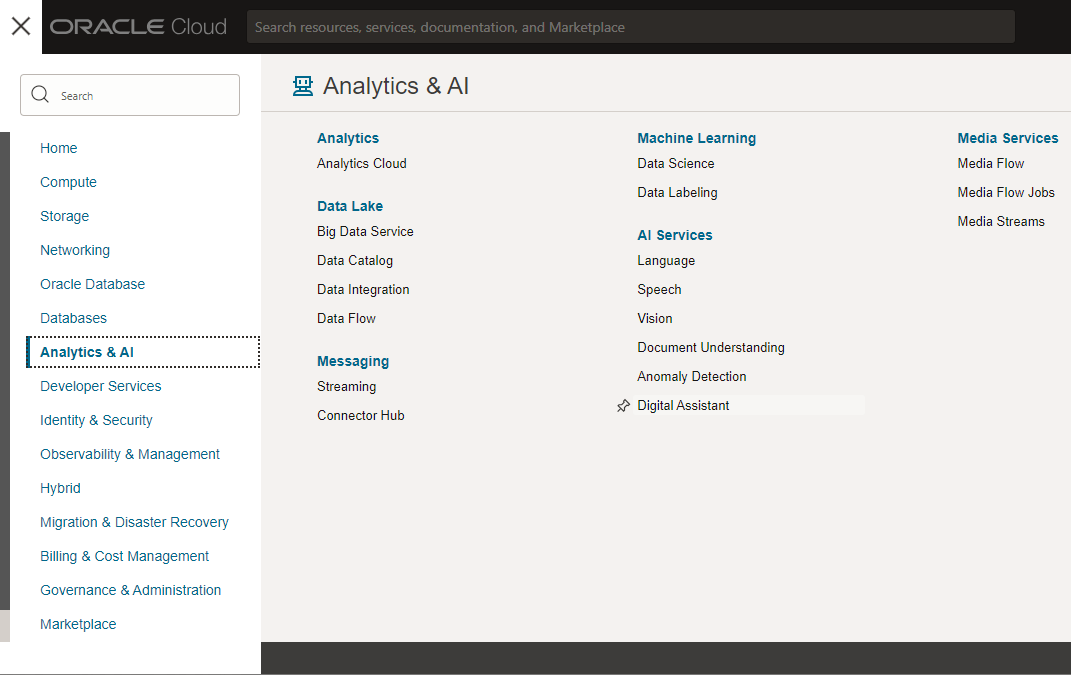 ORACLE Cloud
Search resources, services, documentation, and Marketplace
Search
Home
Compute
Storage
Networking
Oracle Database
Databases
Analytics & AI
Developer Services
Identity & Security
Observability & Management
Hybrid
Migration & Disaster Recovery
Billing & Cost Management
Governance & Administration
Marketplace
Analytics & AI
Analytics
Analytics Cloud
Data Lake
Big Data Service
Data Catalog
Data Integration
Data Flow
Messaging
Streaming
Connector Hub
Machine Learning
Data Science
Data Labeling
AI Services
Language
Speech
Vision
Document Understanding
Anomaly Detection
Digital Assistant
Media Services
Media Flow
Media Flow Jobs
Media Streams